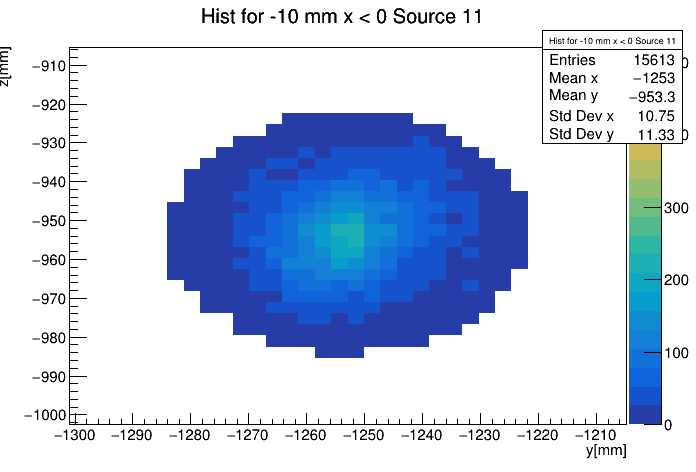 Hist for -10 mm x < 0 Source 11
z[mm]
Hist for -10 mm x < 0 Source 11
Entries 15613
Mean x −1253
Mean y −953.3
Std Dev x 10.75
Std Dev y 11.33
−910
−920
−930
−940
−950
−960
−970
−980
−990
−1000
300
200
100
0
−1300 −1290 −1280 −1270 −1260 −1250 −1240 −1230 −1220 −1210
y[mm]